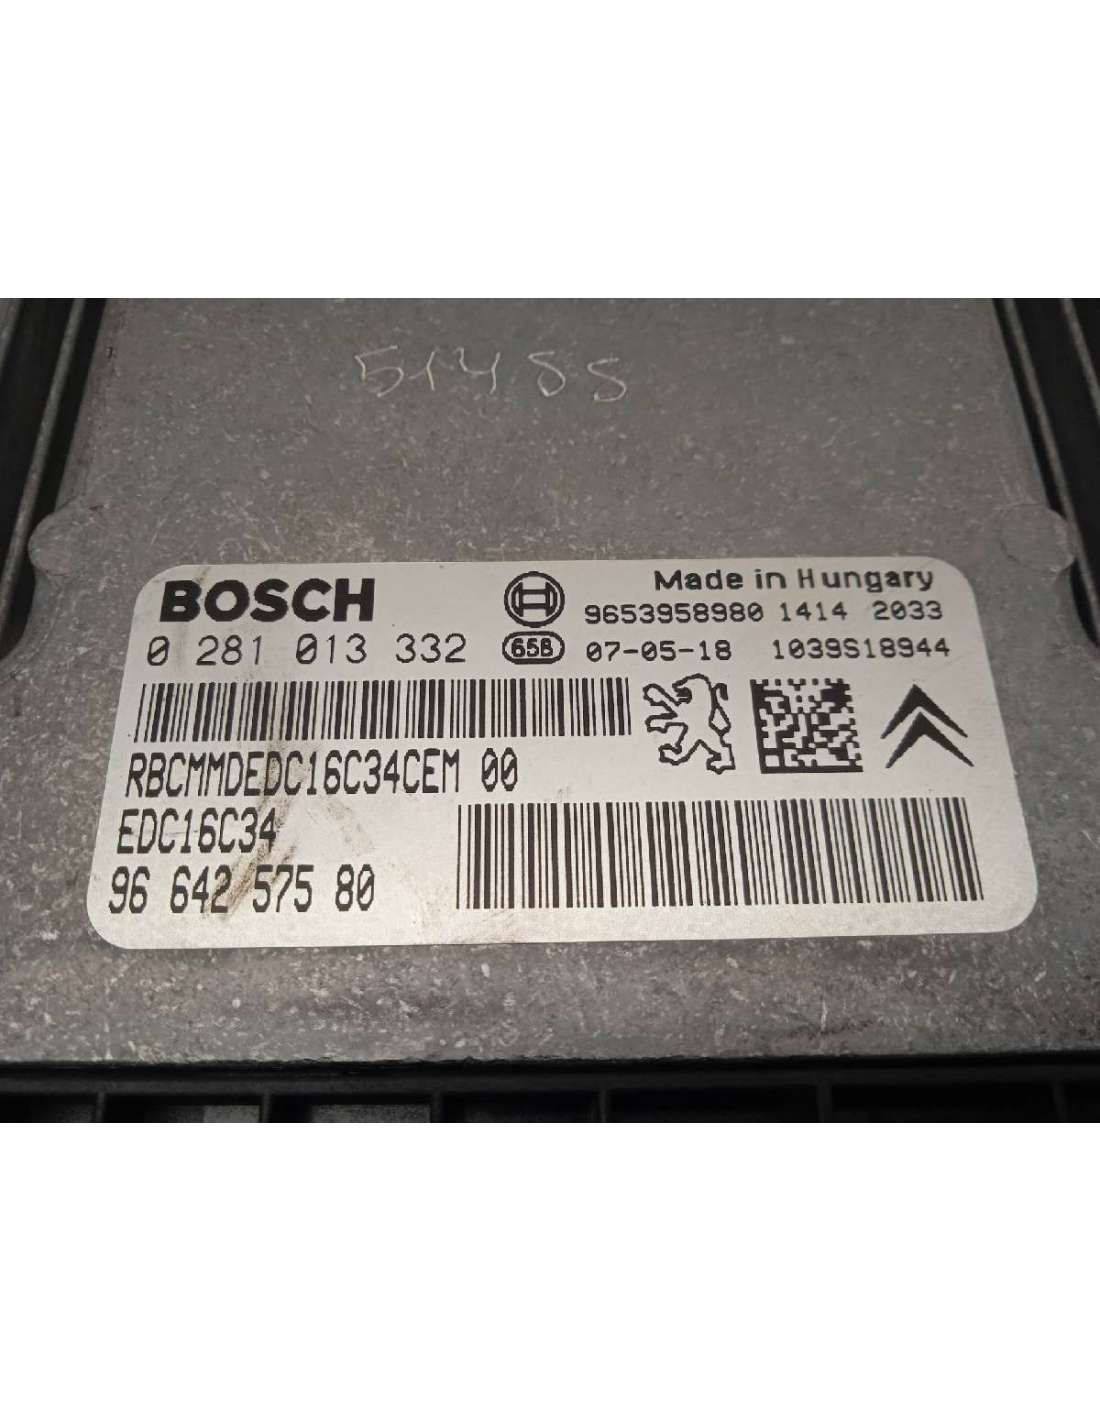 51485
BOSCH
Made in Hungary
9653958980 1414 2033
0 281 013 332
65B
07-05-18 1039S18944
RBCMMDEDC16C34CEM 00
EDC16C34
96 642 575 80